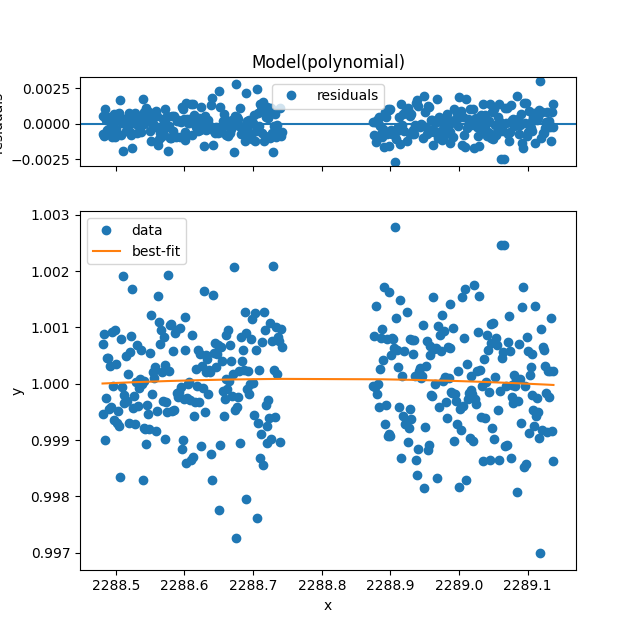 Model(polynomial)
0.0025
0.0000
−0.0025
residuals
residuals
1.003
1.002
1.001
1.000
0.999
0.998
0.997
y
data
best-fit
2288.5 2288.6 2288.7 2288.8 2288.9 2289.0 2289.1
x